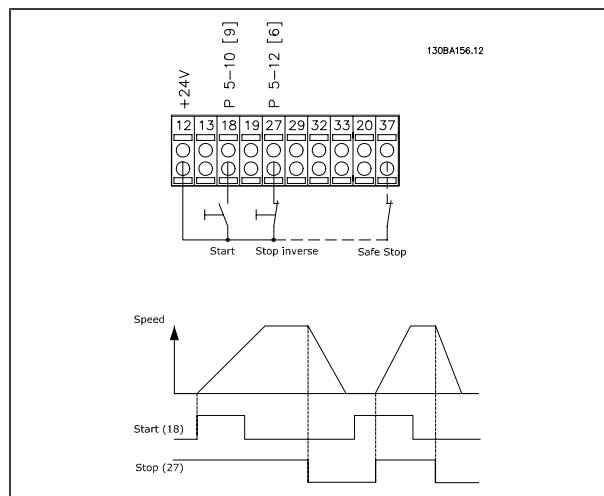 130BA156.12
+24V
P 5-10 [9]
P 5-12 [6]
12 13 18 19 27 29 32 33 20 37
Start
Stop inverse
Safe Stop
Speed
Start (18)
Stop (27)